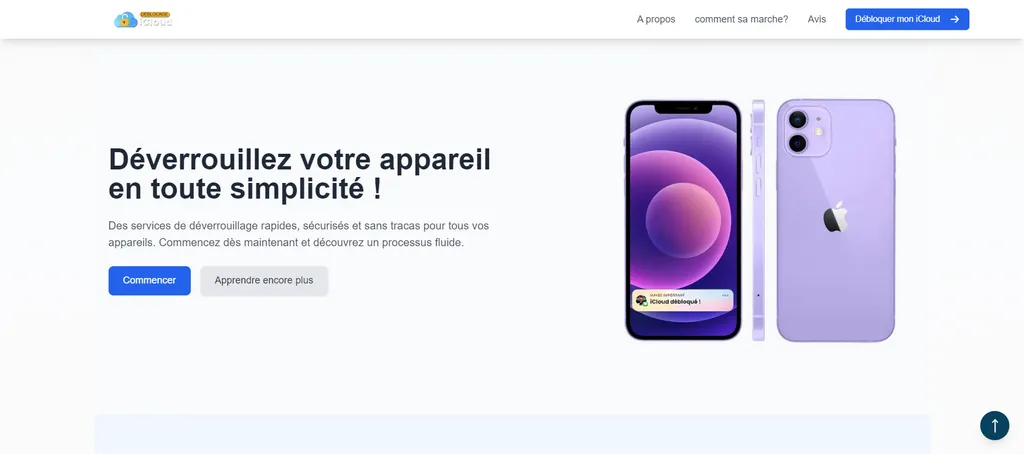 DÉBLOCAGE
iCloud
A propos
comment sa marche?
Avis
Débloquer mon iCloud
Déverrouillez votre appareil
en toute simplicité !
Des services de déverrouillage rapides, sécurisés et sans tracas pour tous vos
appareils. Commencez dès maintenant et découvrez un processus fluide.
Commencer
Apprendre encore plus
iCloud débloqué !